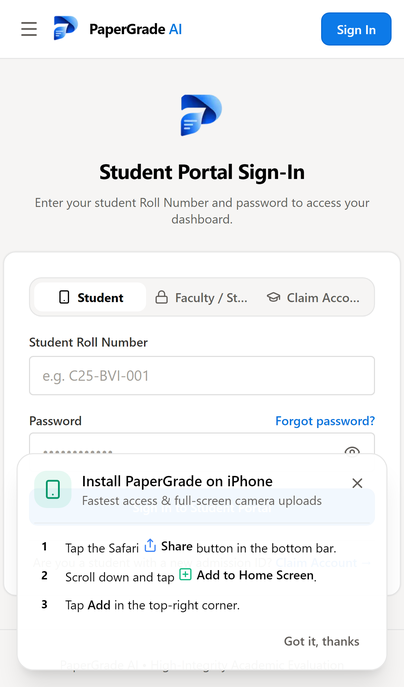 PaperGrade AI
Sign In
Student Portal Sign-In
Enter your student Roll Number and password to access your
dashboard.
Student
Faculty / St...
Claim Acco...
Student Roll Number
e.g. C25-BVI-001
Password
Forgot password?
••••••••••••
Install PaperGrade on iPhone
Fastest access & full-screen camera uploads
1 Tap the Safari Share button in the bottom bar.
2 Scroll down and tap Add to Home Screen.
3 Tap Add in the top-right corner.
Got it, thanks